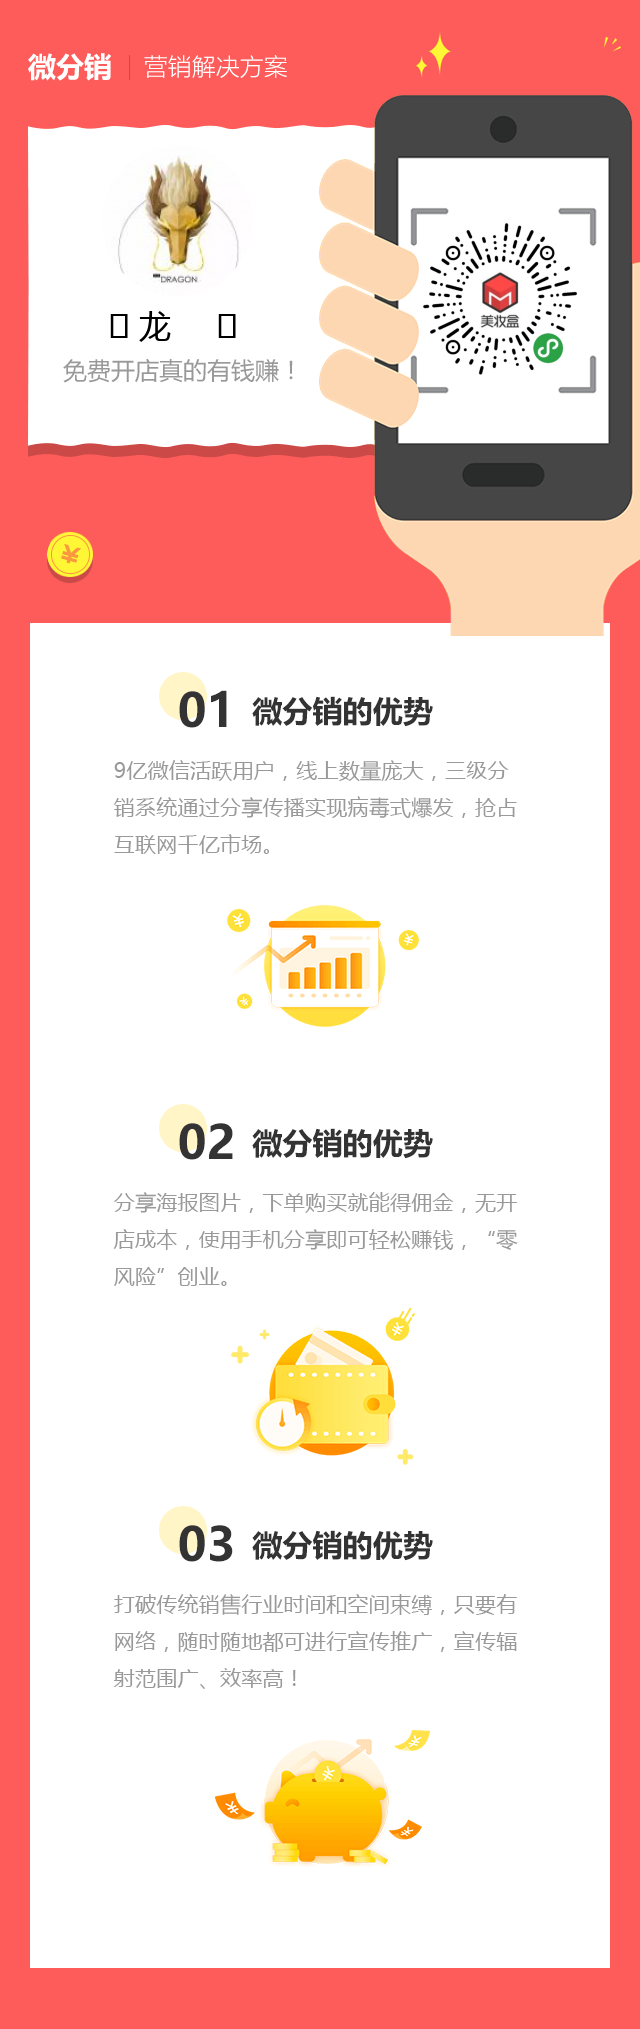 微分销 营销解决方案
DRAGON
龙
免费开店真的有钱赚！
美妆盒
01 微分销的优势
9亿微信活跃用户，线上数量庞大，三级分
销系统通过分享传播实现病毒式爆发，抢占
互联网千亿市场。
02 微分销的优势
分享海报图片，下单购买就能得佣金，无开
店成本，使用手机分享即可轻松赚钱，“零
风险”创业。
03 微分销的优势
打破传统销售行业时间和空间束缚，只要有
网络，随时随地都可进行宣传推广，宣传辐
射范围广、效率高！